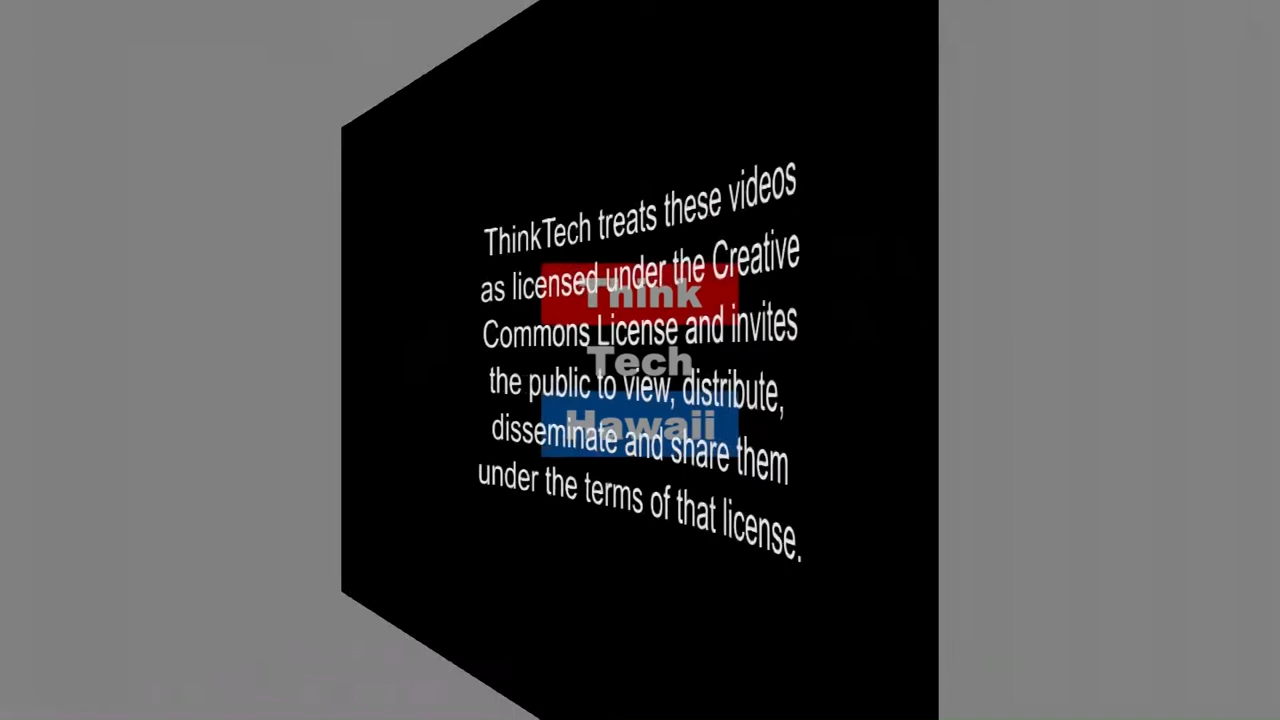 ThinkTech treats these videos
as licensed under the Creative
Commons License and invites
the public to view, distribute,
disseminate and share them
under the terms of that license.
Think
Tech
Hawaii